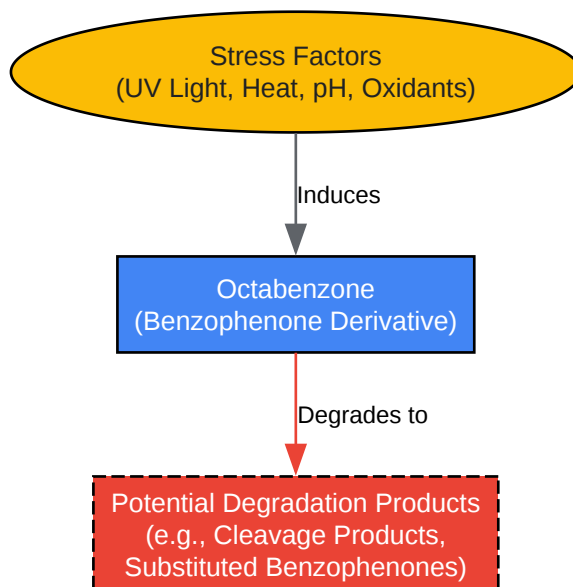 Stress Factors
(UV Light, Heat, pH, Oxidants)
Induces
Octabenzone
(Benzophenone Derivative)
Degrades to
Potential Degradation Products
(e.g., Cleavage Products,
Substituted Benzophenones)